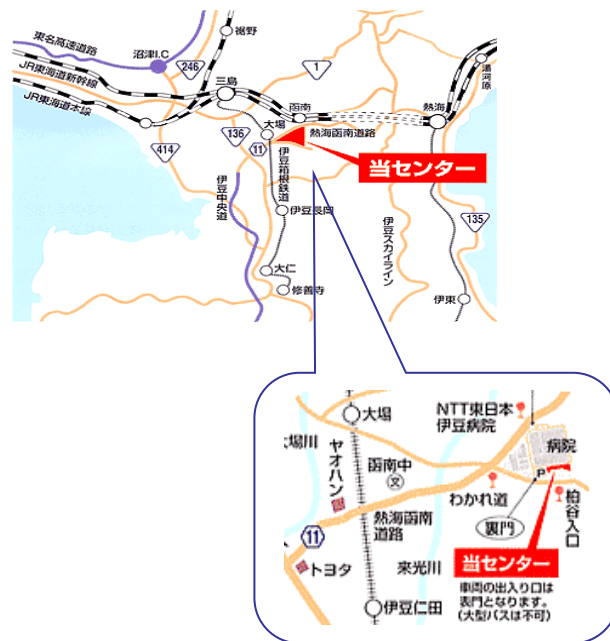 裾野
東名高速道路
沼津I.C
246
1
JR東海道新幹線
三島
湯河原
JR東海道本線
函南
熱海
136
大場
熱海函南道路
11
414
当センター
伊豆箱根鉄道
伊豆中央道
伊豆長岡
伊豆スカイライン
135
大仁
修善寺
伊東
大場
NTT東日本
伊豆病院
大場川
ヤオハン
病院
函南中
文
P
わかれ道
柏谷入口
裏門
熱海函南
道路
11
当センター
トヨタ
来光川
車両の出入り口は
表門となります。
(大型バスは不可)
伊豆仁田